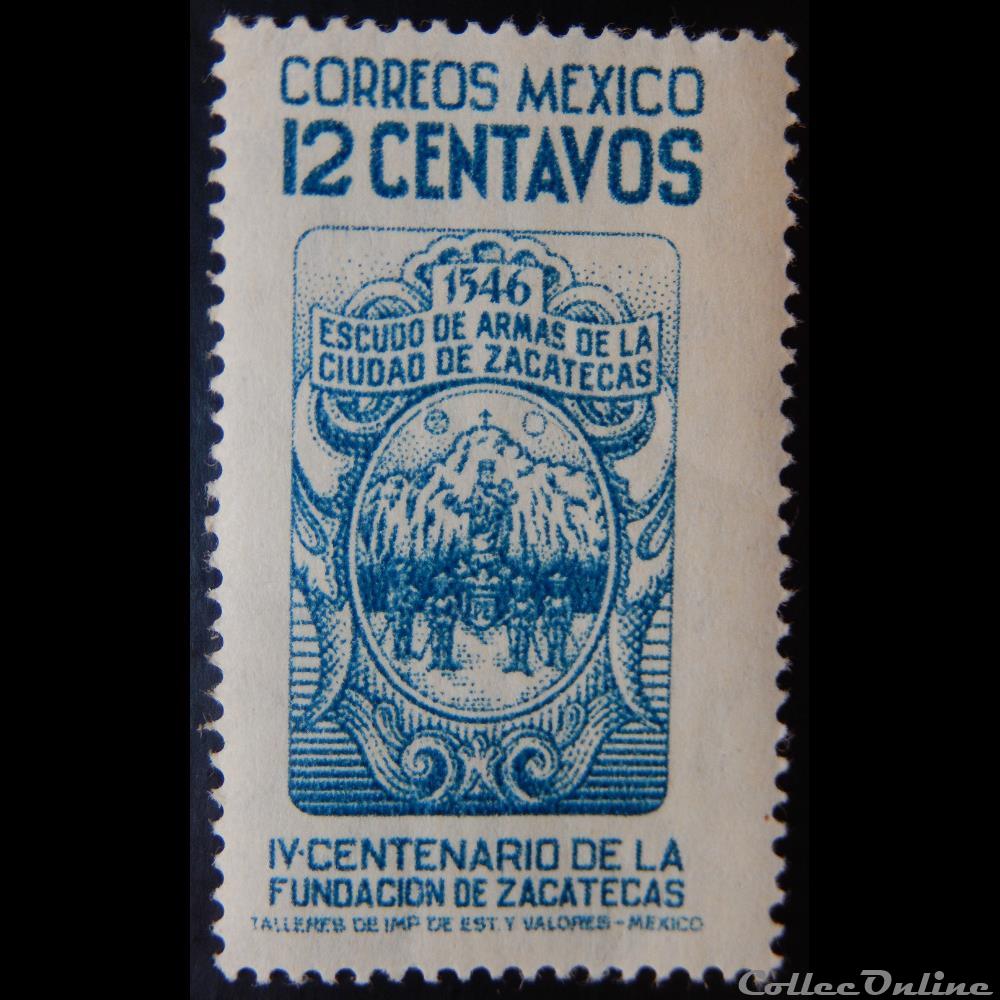 CORREOS MEXICO
12 CENTAVOS
1546
ESCUDO DE ARMAS DE LA
CIUDAD DE ZACATECAS
IV·CENTENARIO DE LA
FUNDACION DE ZACATECAS
TALLERES DE IMP. DE EST. Y VALORES-MEXICO
ColleeOnline